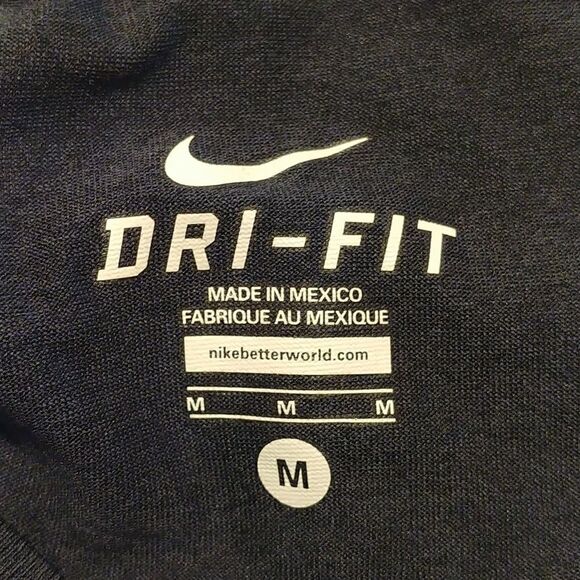 DRI-FIT
MADE IN MEXICO
FABRIQUE AU MEXIQUE
nikebetterworld.com
M M M
M